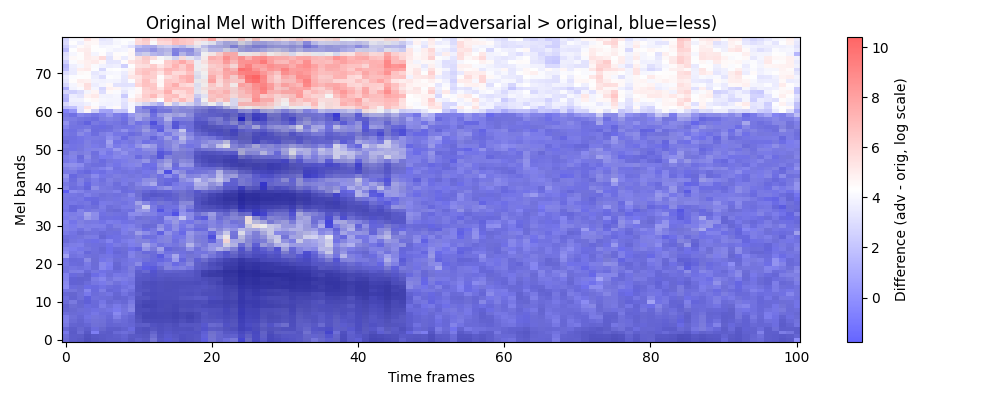 Original Mel with Differences (red=adversarial > original, blue=less)
Mel bands
70
60
50
40
30
20
10
0
0 20 40 60 80 100
Time frames
10
8
6
4
2
0
Difference (adv - orig, log scale)